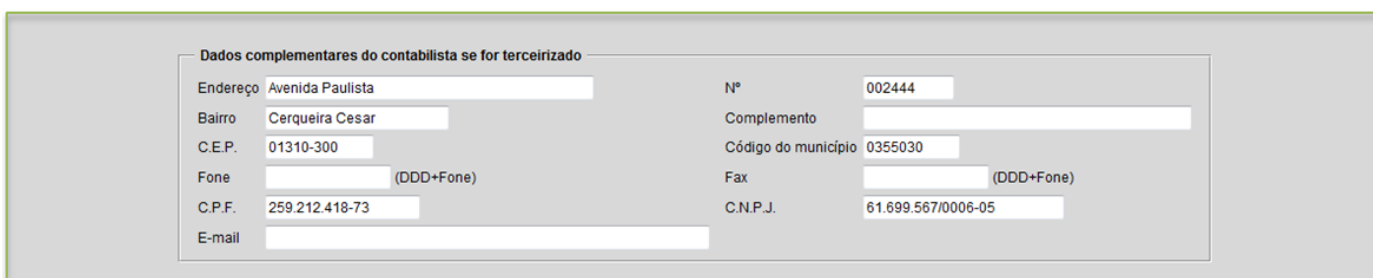 Dados complementares do contabilista se for terceirizado
Endereço Avenida Paulista Nº 002444
Bairro Cerqueira Cesar Complemento
C.E.P. 01310-300 Código do município 0355030
Fone (DDD+Fone) Fax (DDD+Fone)
C.P.F. 259.212.418-73 C.N.P.J. 61.699.567/0006-05
E-mail